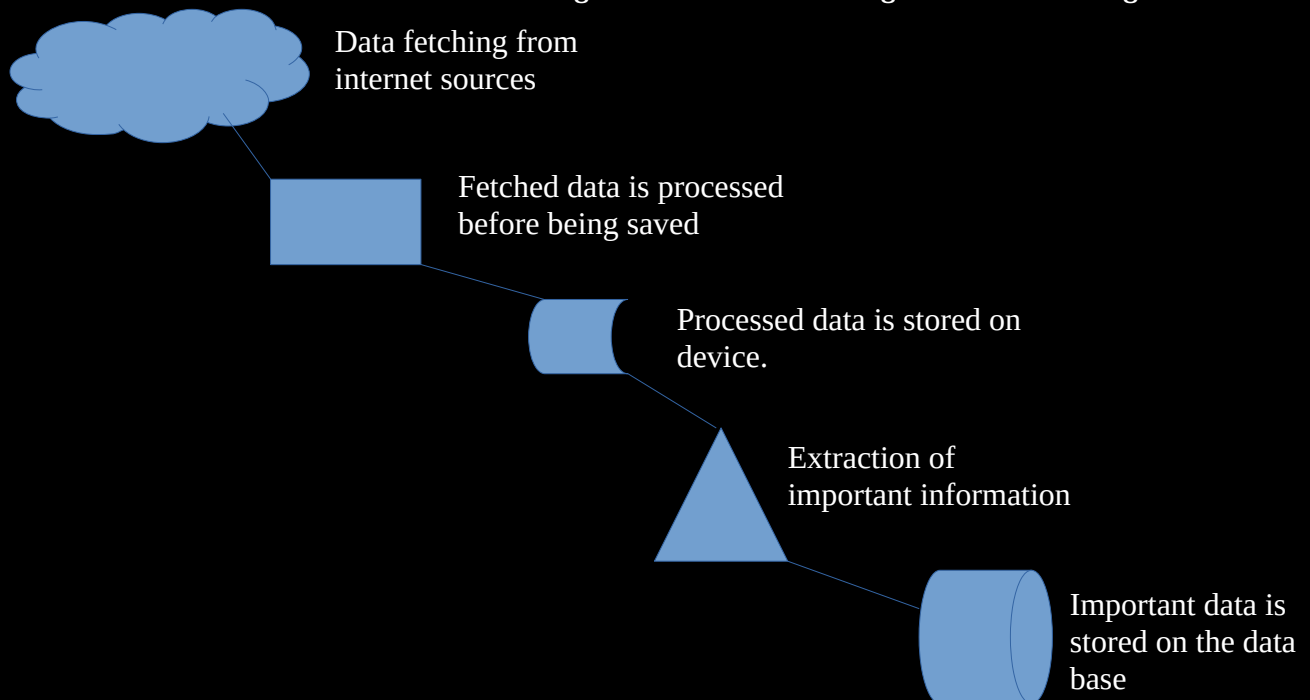 Data fetching from
internet sources
Fetched data is processed
before being saved
Processed data is stored on
device.
Extraction of
important information
Important data is
stored on the data
base